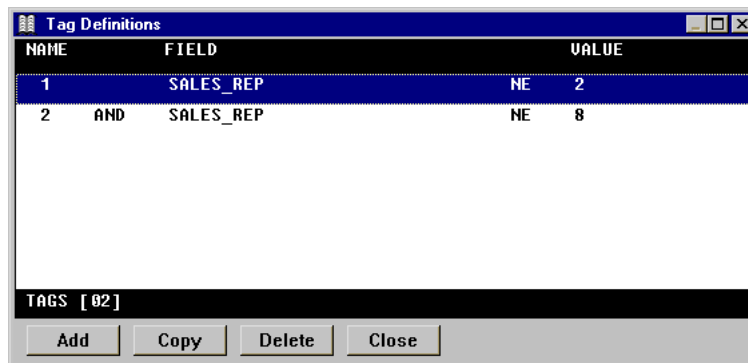 Tag Definitions
NAME FIELD VALUE
1 SALES_REP NE 2
2 AND SALES_REP NE 8
TAGS [02]
Add Copy Delete Close